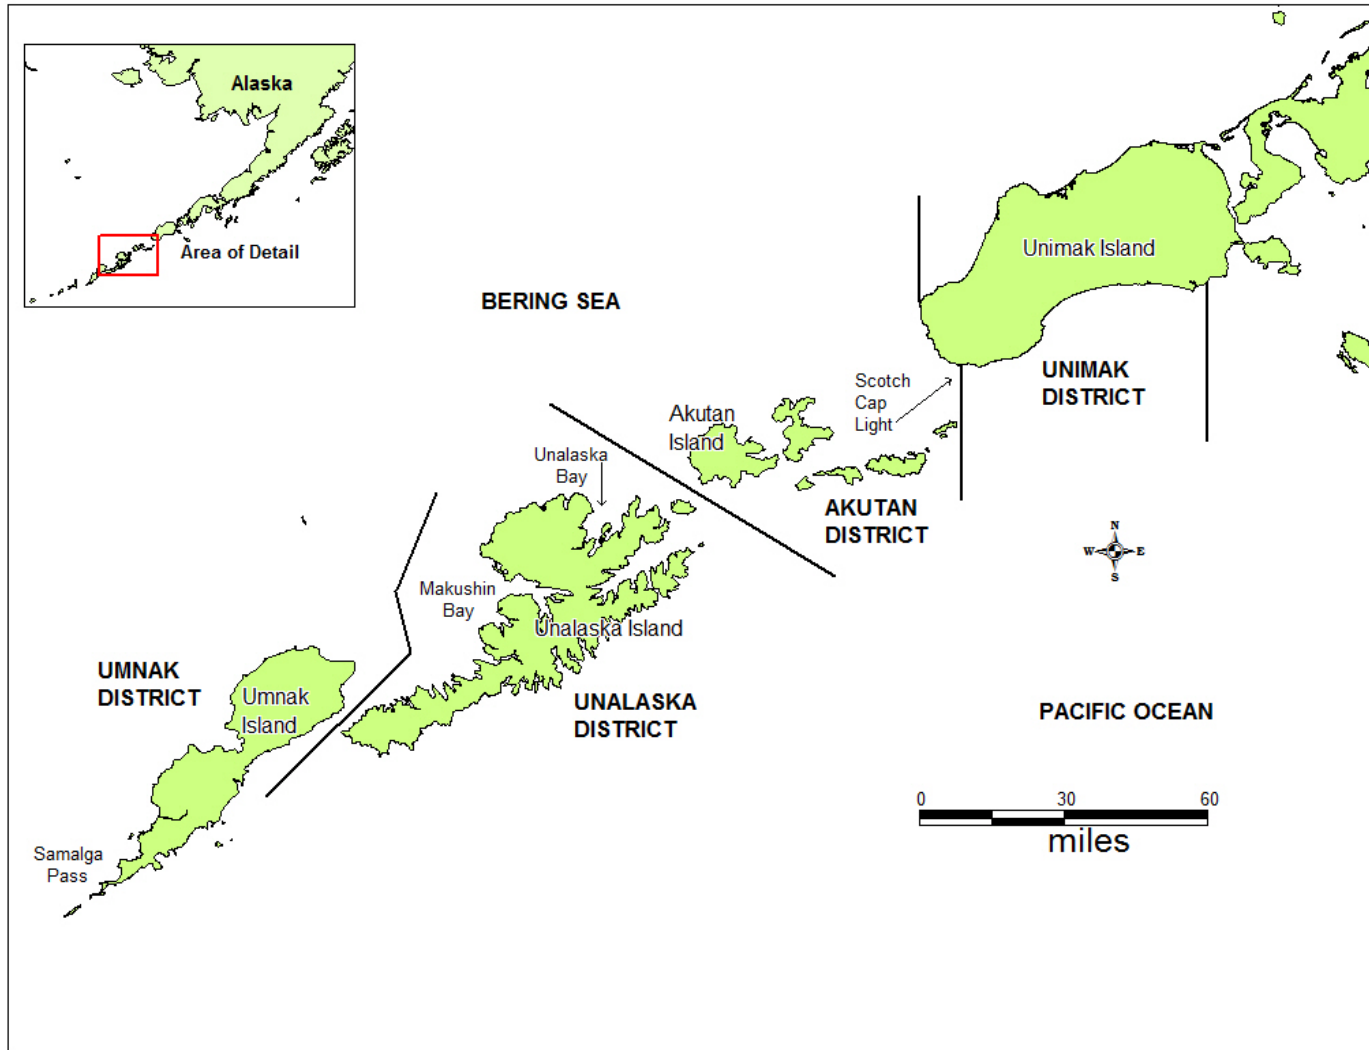 Alaska
Area of Detail
BERING SEA
Unimak Island
UNIMAK
DISTRICT
Scotch
Cap
Light
Akutan
Island
AKUTAN
DISTRICT
Unalaska
Bay
Makushin
Bay
Unalaska Island
UNALASKA
DISTRICT
UMNAK
DISTRICT
Umnak
Island
Samalga
Pass
N
W E
S
PACIFIC OCEAN
0 30 60
miles